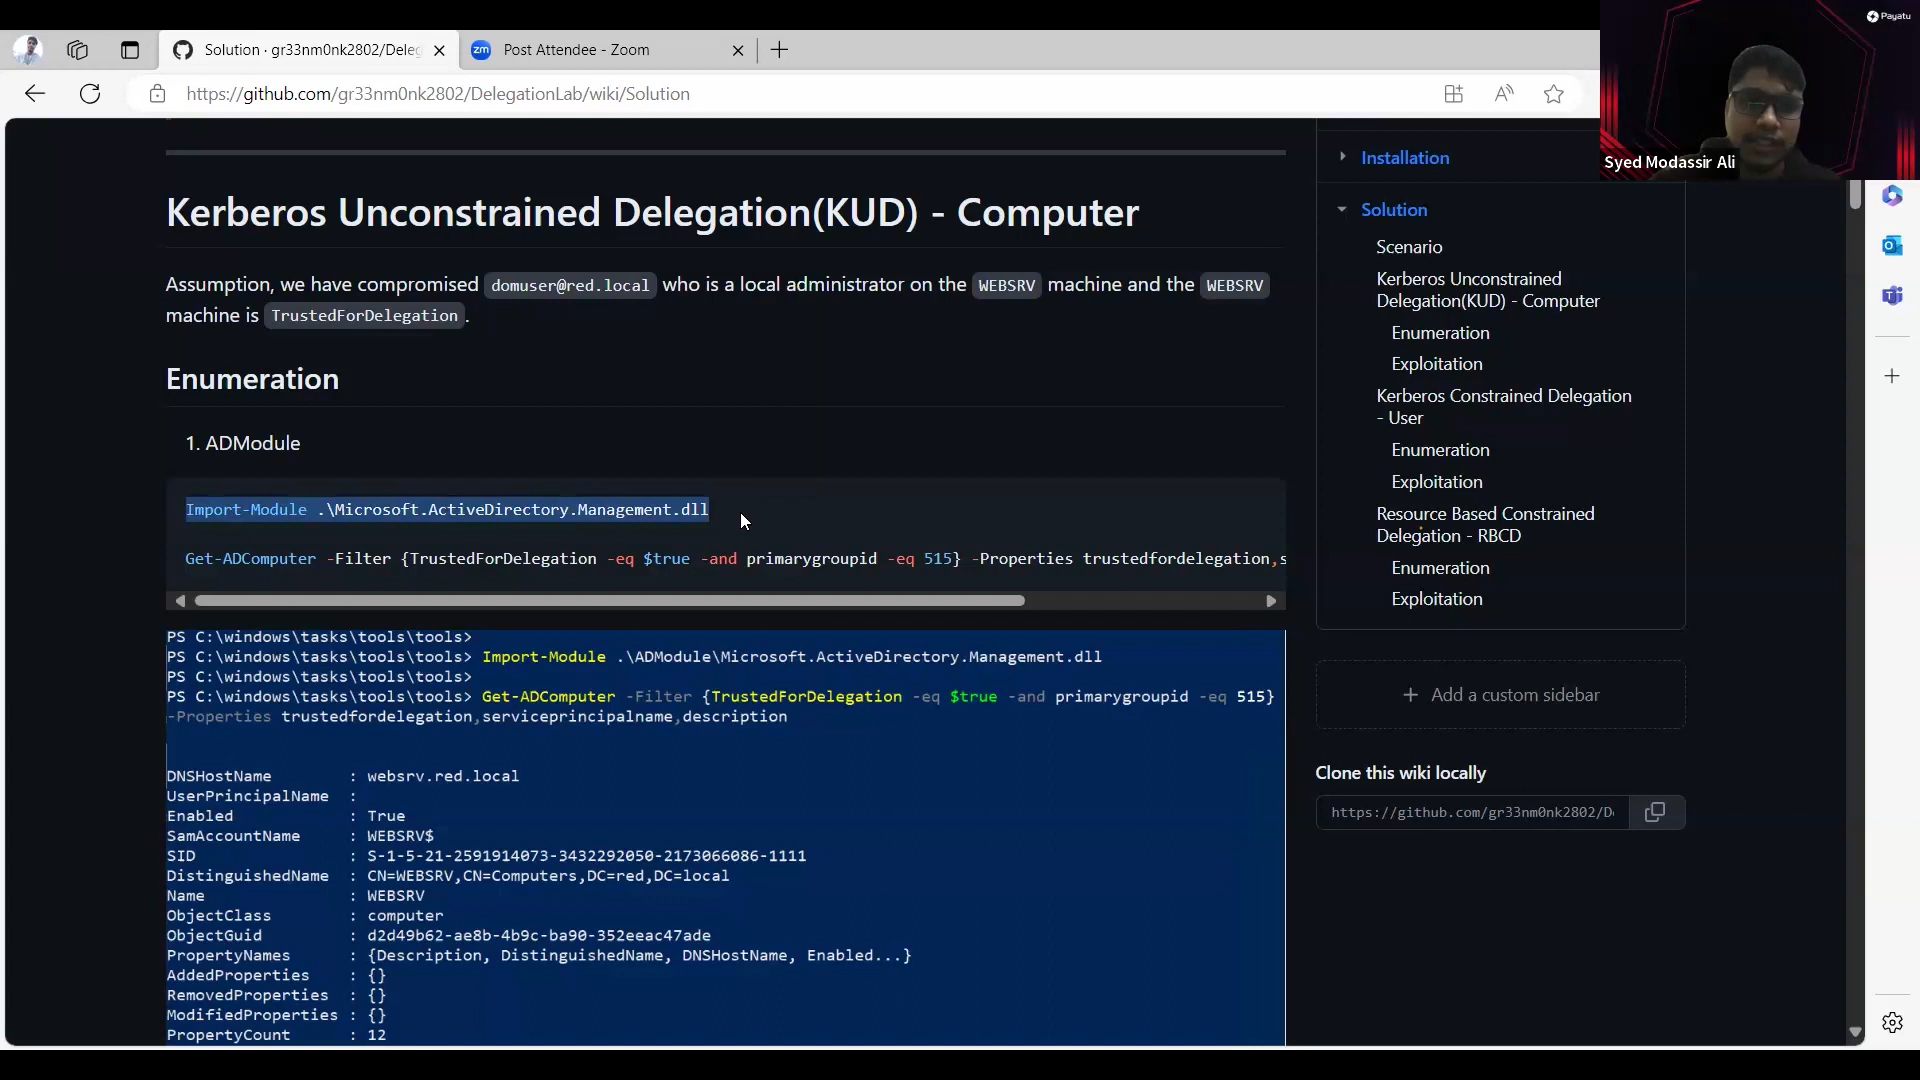 Payatu
Solution · gr33nm0nk2802/Deleg
zm
Post Attendee - Zoom
https://github.com/gr33nm0nk2802/DelegationLab/wiki/Solution
Syed Modassir Ali
Kerberos Unconstrained Delegation(KUD) - Computer
Assumption, we have compromised domuser@red.local who is a local administrator on the WEBSRV machine and the WEBSRV
machine is TrustedForDelegation.
Enumeration
1. ADModule
Import-Module .\Microsoft.ActiveDirectory.Management.dll
Get-ADComputer -Filter {TrustedForDelegation -eq $true -and primarygroupid -eq 515} -Properties trustedfordelegation,s
PS C:\windows\tasks\tools\tools>
PS C:\windows\tasks\tools\tools> Import-Module .\ADModule\Microsoft.ActiveDirectory.Management.dll
PS C:\windows\tasks\tools\tools>
PS C:\windows\tasks\tools\tools> Get-ADComputer -Filter {TrustedForDelegation -eq $true -and primarygroupid -eq 515}
-Properties trustedfordelegation,serviceprincipalname,description
DNSHostName : websrv.red.local
UserPrincipalName :
Enabled : True
SamAccountName : WEBSRV$
SID : S-1-5-21-2591914073-3432292050-2173066086-1111
DistinguishedName : CN=WEBSRV,CN=Computers,DC=red,DC=local
Name : WEBSRV
ObjectClass : computer
ObjectGuid : d2d49b62-ae8b-4b9c-ba90-352eeac47ade
PropertyNames : {Description, DistinguishedName, DNSHostName, Enabled...}
AddedProperties : {}
RemovedProperties : {}
ModifiedProperties : {}
PropertyCount : 12
Installation
Solution
Scenario
Kerberos Unconstrained
Delegation(KUD) - Computer
Enumeration
Exploitation
Kerberos Constrained Delegation
- User
Enumeration
Exploitation
Resource Based Constrained
Delegation - RBCD
Enumeration
Exploitation
Add a custom sidebar
Clone this wiki locally
https://github.com/gr33nm0nk2802/D